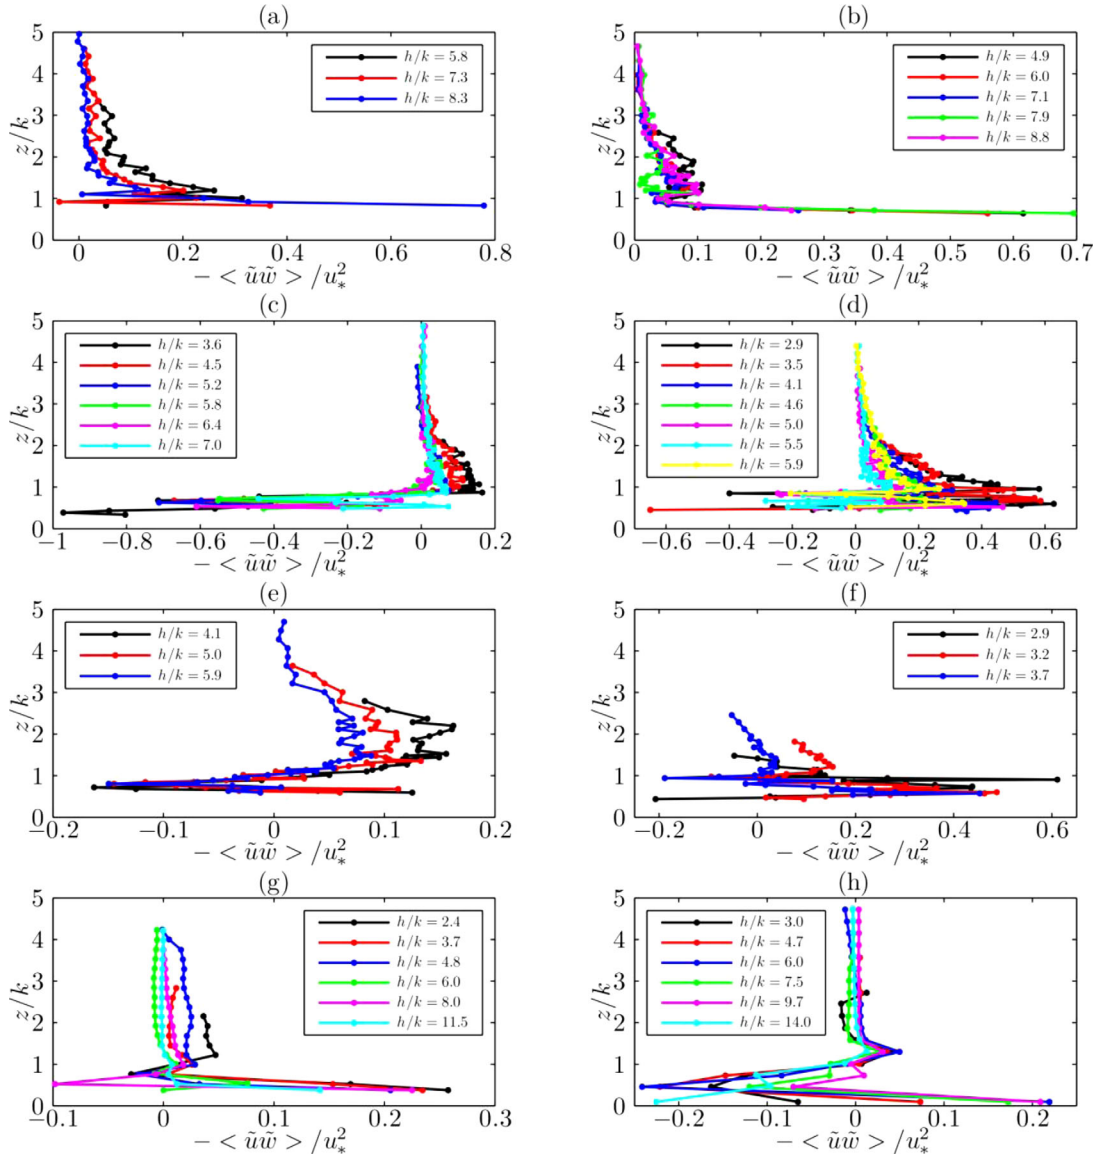 (a)
5
4
3
2
1
0
z/k
0
0.2
0.4
0.6
0.8
− < ũw̃ > /u²∗
h/k = 5.8
h/k = 7.3
h/k = 8.3
(b)
5
4
3
2
1
0
z/k
0
0.1
0.2
0.3
0.4
0.5
0.6
0.7
− < ũw̃ > /u²∗
h/k = 4.9
h/k = 6.0
h/k = 7.1
h/k = 7.9
h/k = 8.8
(c)
5
4
3
2
1
0
z/k
−1
−0.8
−0.6
−0.4
−0.2
0
0.2
− < ũw̃ > /u²∗
h/k = 3.6
h/k = 4.5
h/k = 5.2
h/k = 5.8
h/k = 6.4
h/k = 7.0
(d)
5
4
3
2
1
0
z/k
−0.6
−0.4
−0.2
0
0.2
0.4
0.6
− < ũw̃ > /u²∗
h/k = 2.9
h/k = 3.5
h/k = 4.1
h/k = 4.6
h/k = 5.0
h/k = 5.5
h/k = 5.9
(e)
5
4
3
2
1
0
z/k
−0.2
−0.1
0
0.1
0.2
− < ũw̃ > /u²∗
h/k = 4.1
h/k = 5.0
h/k = 5.9
(f)
5
4
3
2
1
0
z/k
−0.2
0
0.2
0.4
0.6
− < ũw̃ > /u²∗
h/k = 2.9
h/k = 3.2
h/k = 3.7
(g)
5
4
3
2
1
0
z/k
−0.1
0
0.1
0.2
0.3
− < ũw̃ > /u²∗
h/k = 2.4
h/k = 3.7
h/k = 4.8
h/k = 6.0
h/k = 8.0
h/k = 11.5
(h)
5
4
3
2
1
0
z/k
−0.2
−0.1
0
0.1
0.2
− < ũw̃ > /u²∗
h/k = 3.0
h/k = 4.7
h/k = 6.0
h/k = 7.5
h/k = 9.7
h/k = 14.0